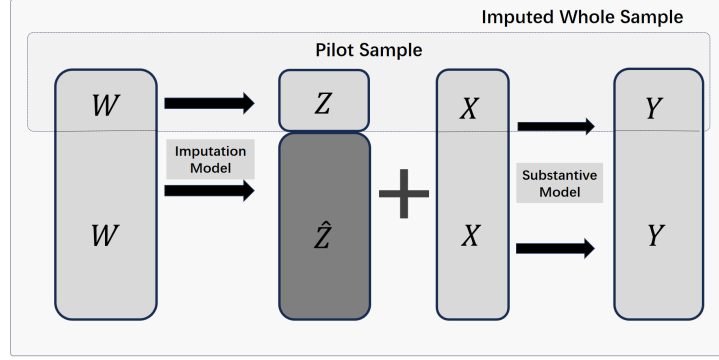 Imputed Whole Sample
Pilot Sample
W
Z
X
Y
Imputation
Model
Substantive
Model
W
Ẑ
X
Y